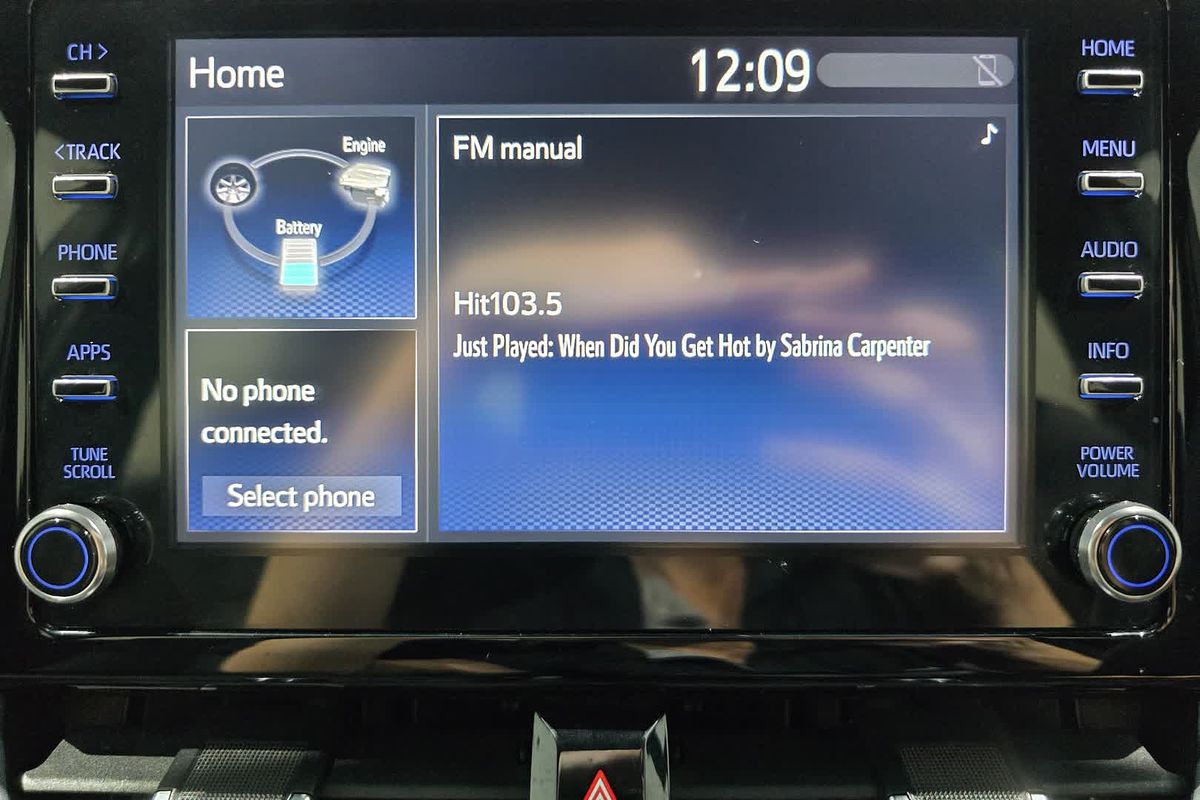 CH >
<TRACK
PHONE
APPS
TUNE
SCROLL
Home
12:09
Engine
Battery
No phone
connected.
Select phone
FM manual
Hit103.5
Just Played: When Did You Get Hot by Sabrina Carpenter
HOME
MENU
AUDIO
INFO
POWER
VOLUME